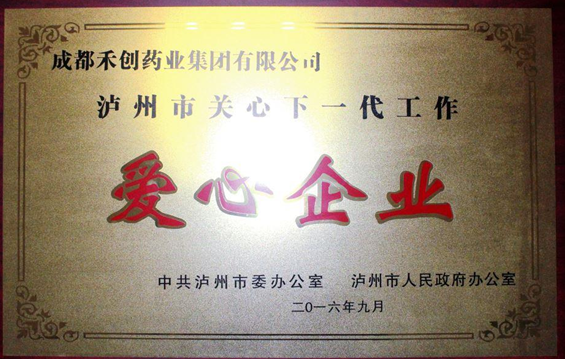 成都禾创药业集团有限公司
泸州市关心下一代工作
爱心企业
中共泸州市委办公室 泸州市人民政府办公室
二〇一六年九月